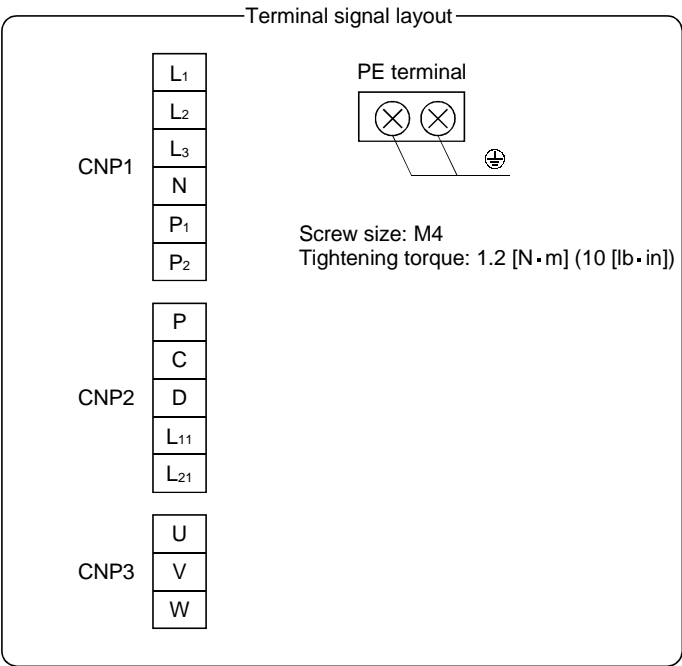 Terminal signal layout
CNP1
L1
L2
L3
N
P1
P2
CNP2
P
C
D
L11
L21
CNP3
U
V
W
PE terminal
Screw size: M4
Tightening torque: 1.2 [N·m] (10 [lb·in])